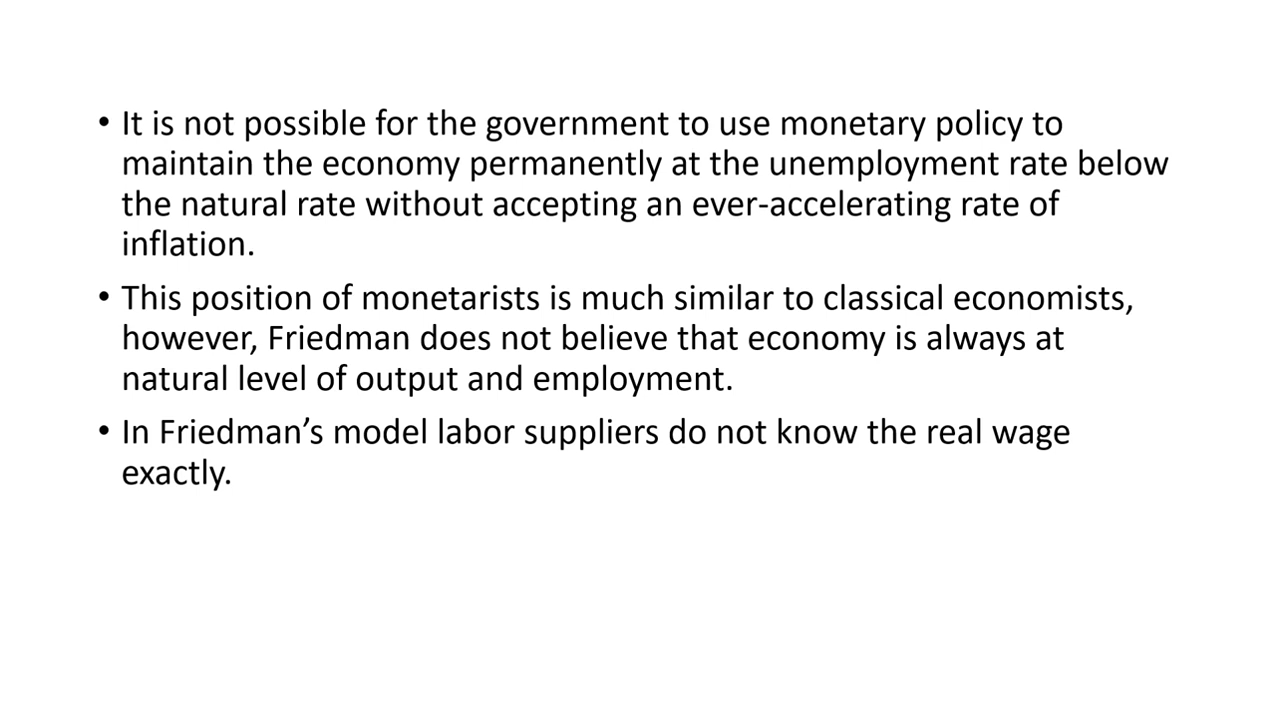 • It is not possible for the government to use monetary policy to
maintain the economy permanently at the unemployment rate below
the natural rate without accepting an ever-accelerating rate of
inflation.
• This position of monetarists is much similar to classical economists,
however, Friedman does not believe that economy is always at
natural level of output and employment.
• In Friedman’s model labor suppliers do not know the real wage
exactly.